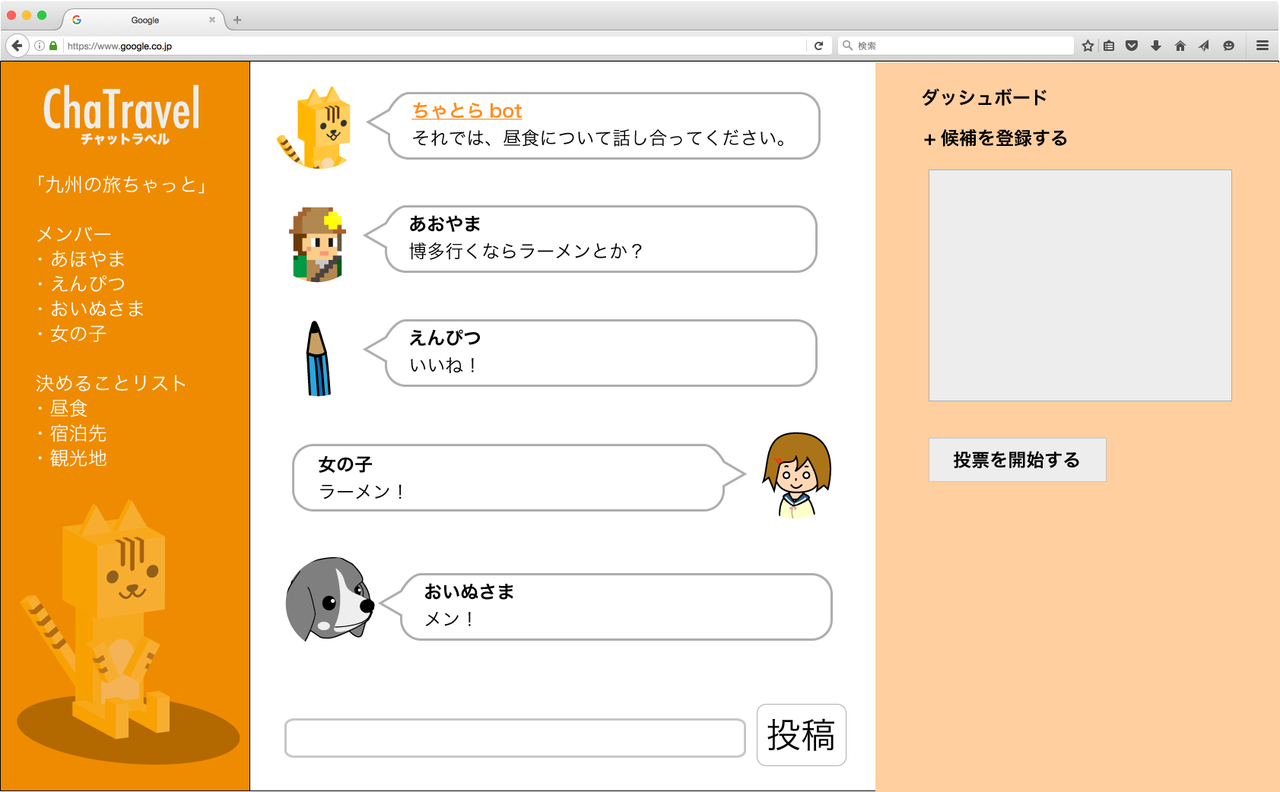 Google
https://www.google.co.jp
検索
ChaTravel
チャットラベル
「九州の旅ちゃっと」
メンバー
・あほやま
・えんぴつ
・おいぬさま
・女の子
決めることリスト
・昼食
・宿泊先
・観光地
ちゃとら bot
それでは、昼食について話し合ってください。
あおやま
博多行くならラーメンとか？
えんぴつ
いいね！
女の子
ラーメン！
おいぬさま
メン！
投稿
ダッシュボード
+ 候補を登録する
投票を開始する